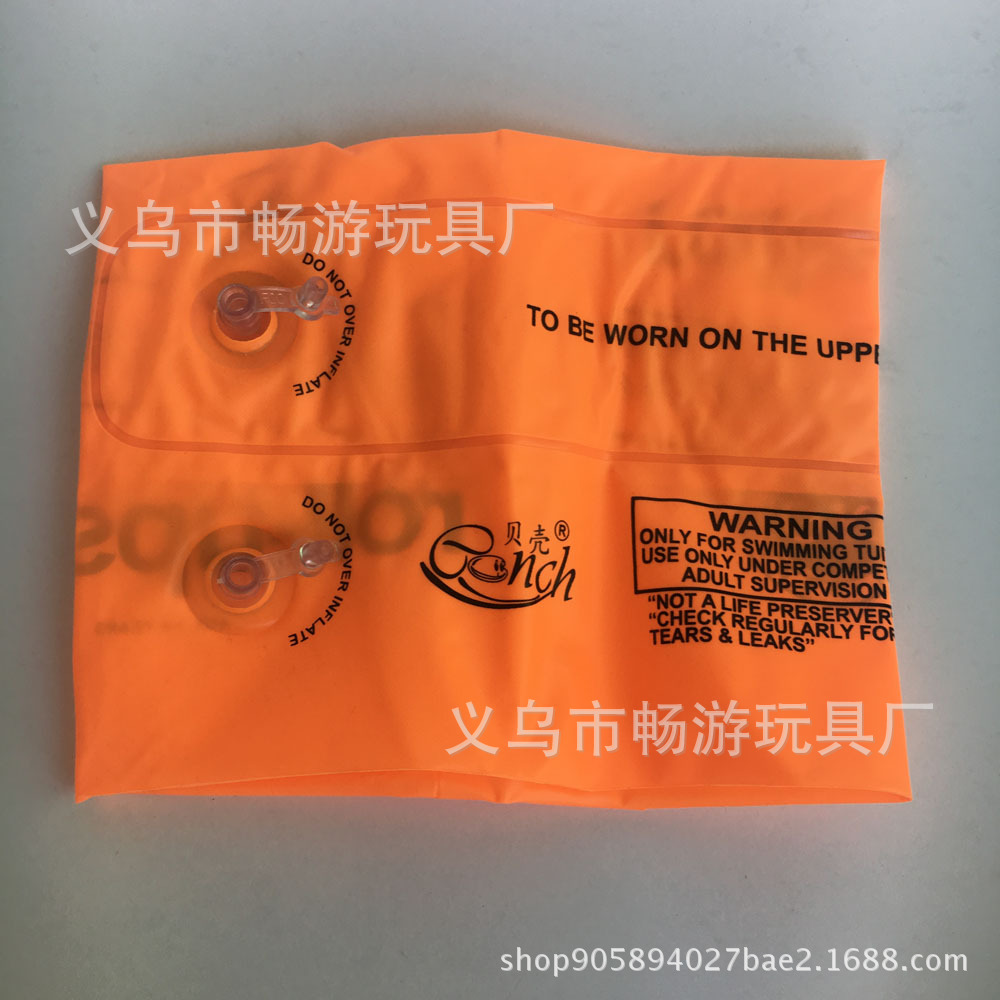 义乌市畅游玩具厂
DO NOT OVER INFLATE
TO BE WORN ON THE UPPE
DO NOT OVER INFLATE
贝壳®
Conch
WARNING
ONLY FOR SWIMMING TUI
USE ONLY UNDER COMPE
ADULT SUPERVISION
“NOT A LIFE PRESERVER
“CHECK REGULARLY FOR
TEARS & LEAKS”
义乌市畅游玩具厂
shop905894027bae2.1688.com